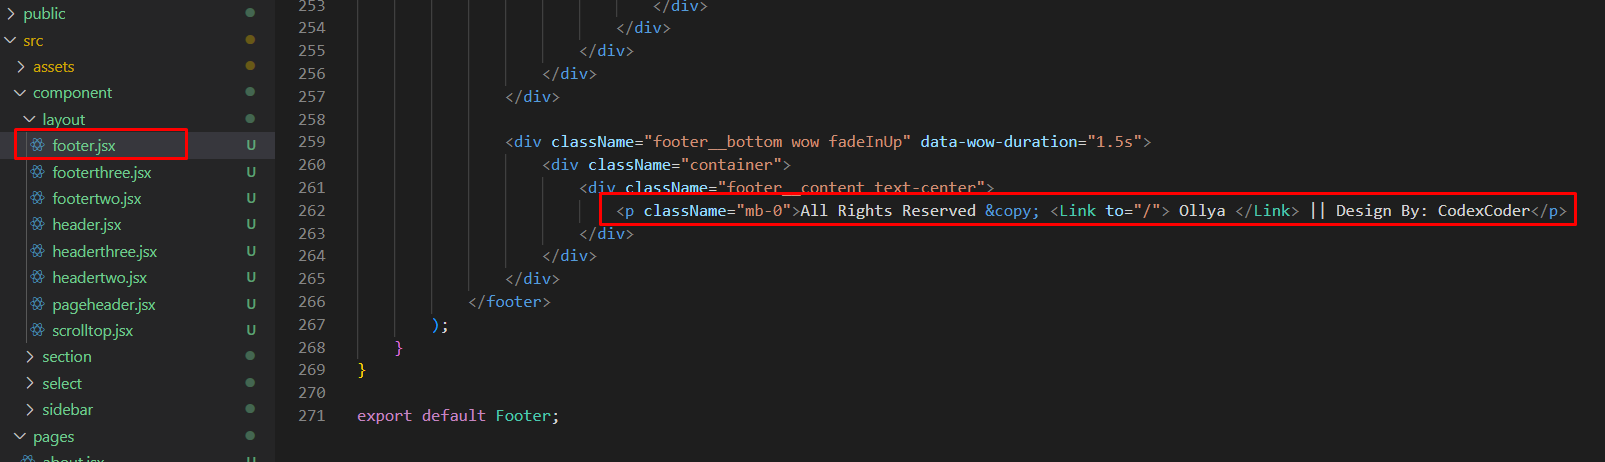 public
src
assets
component
layout
footer.jsx U
footerthree.jsx U
footertwo.jsx U
header.jsx U
headerthree.jsx U
headertwo.jsx U
pageheader.jsx U
scrolltop.jsx U
section
select
sidebar
pages
about.jsx
253 </div>
254 </div>
255 </div>
256 </div>
257 </div>
258
259 <div className="footer__bottom wow fadeInUp" data-wow-duration="1.5s">
260 <div className="container">
261 <div className="footer__content text-center">
262 <p className="mb-0">All Rights Reserved &copy; <Link to="/"> Ollya </Link> || Design By: CodexCoder</p>
263 </div>
264 </div>
265 </div>
266 </footer>
267 );
268 }
269 }
270
271 export default Footer;